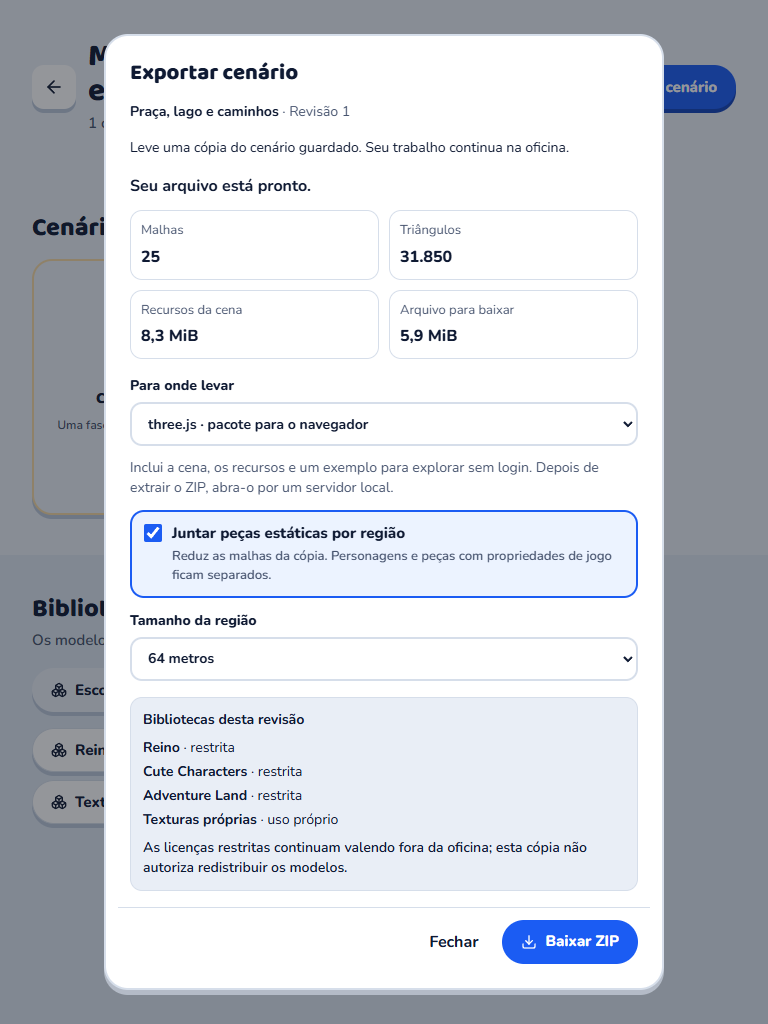 Exportar cenário
Praça, lago e caminhos · Revisão 1
Leve uma cópia do cenário guardado. Seu trabalho continua na oficina.
Seu arquivo está pronto.
Malhas
25
Triângulos
31.850
Recursos da cena
8,3 MiB
Arquivo para baixar
5,9 MiB
Para onde levar
three.js · pacote para o navegador
Inclui a cena, os recursos e um exemplo para explorar sem login. Depois de
extrair o ZIP, abra-o por um servidor local.
Juntar peças estáticas por região
Reduz as malhas da cópia. Personagens e peças com propriedades de jogo
ficam separados.
Tamanho da região
64 metros
Bibliotecas desta revisão
Reino · restrita
Cute Characters · restrita
Adventure Land · restrita
Texturas próprias · uso próprio
As licenças restritas continuam valendo fora da oficina; esta cópia não
autoriza redistribuir os modelos.
Fechar
Baixar ZIP
cenário
Uma
Os